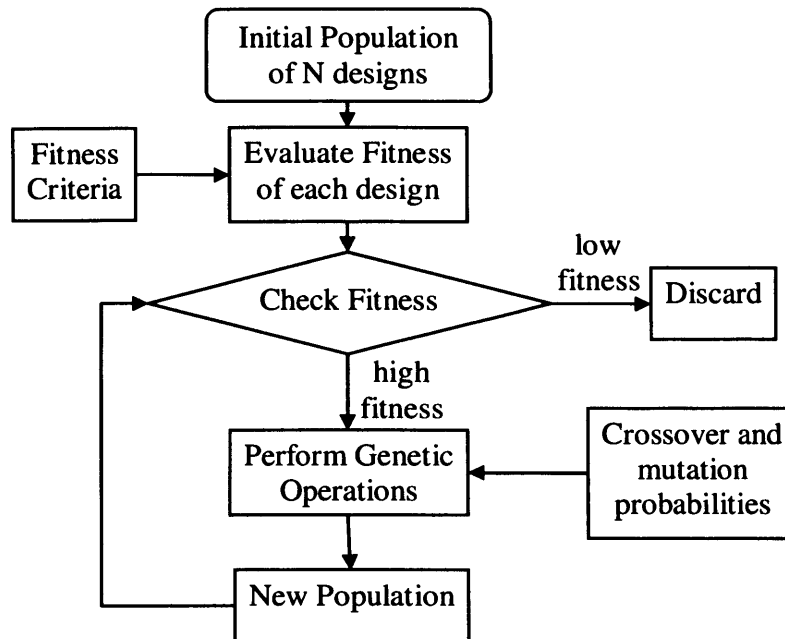 Initial Population
of N designs
Fitness
Criteria
Evaluate Fitness
of each design
low
fitness
Check Fitness
Discard
high
fitness
Crossover and
mutation
probabilities
Perform Genetic
Operations
New Population